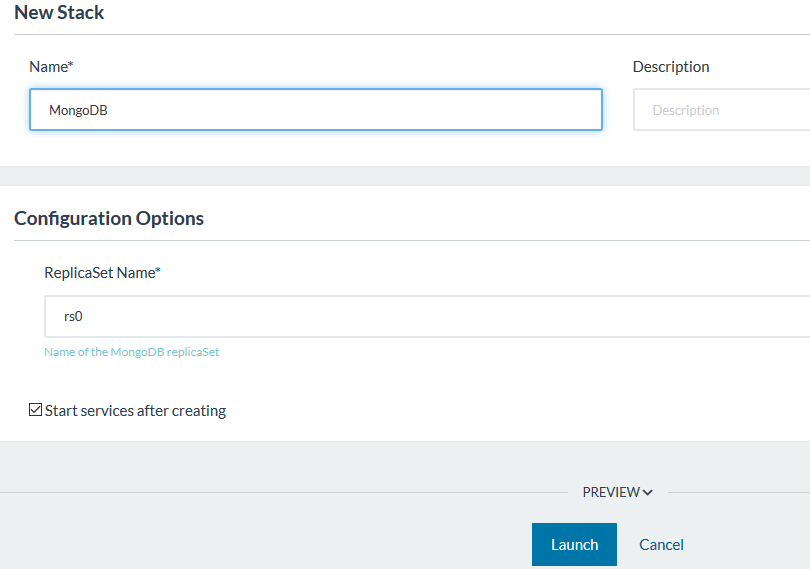 New Stack
Name* Description
MongoDB Description
Configuration Options
ReplicaSet Name*
rs0
Name of the MongoDB replicaSet
Start services after creating
PREVIEW
Launch Cancel